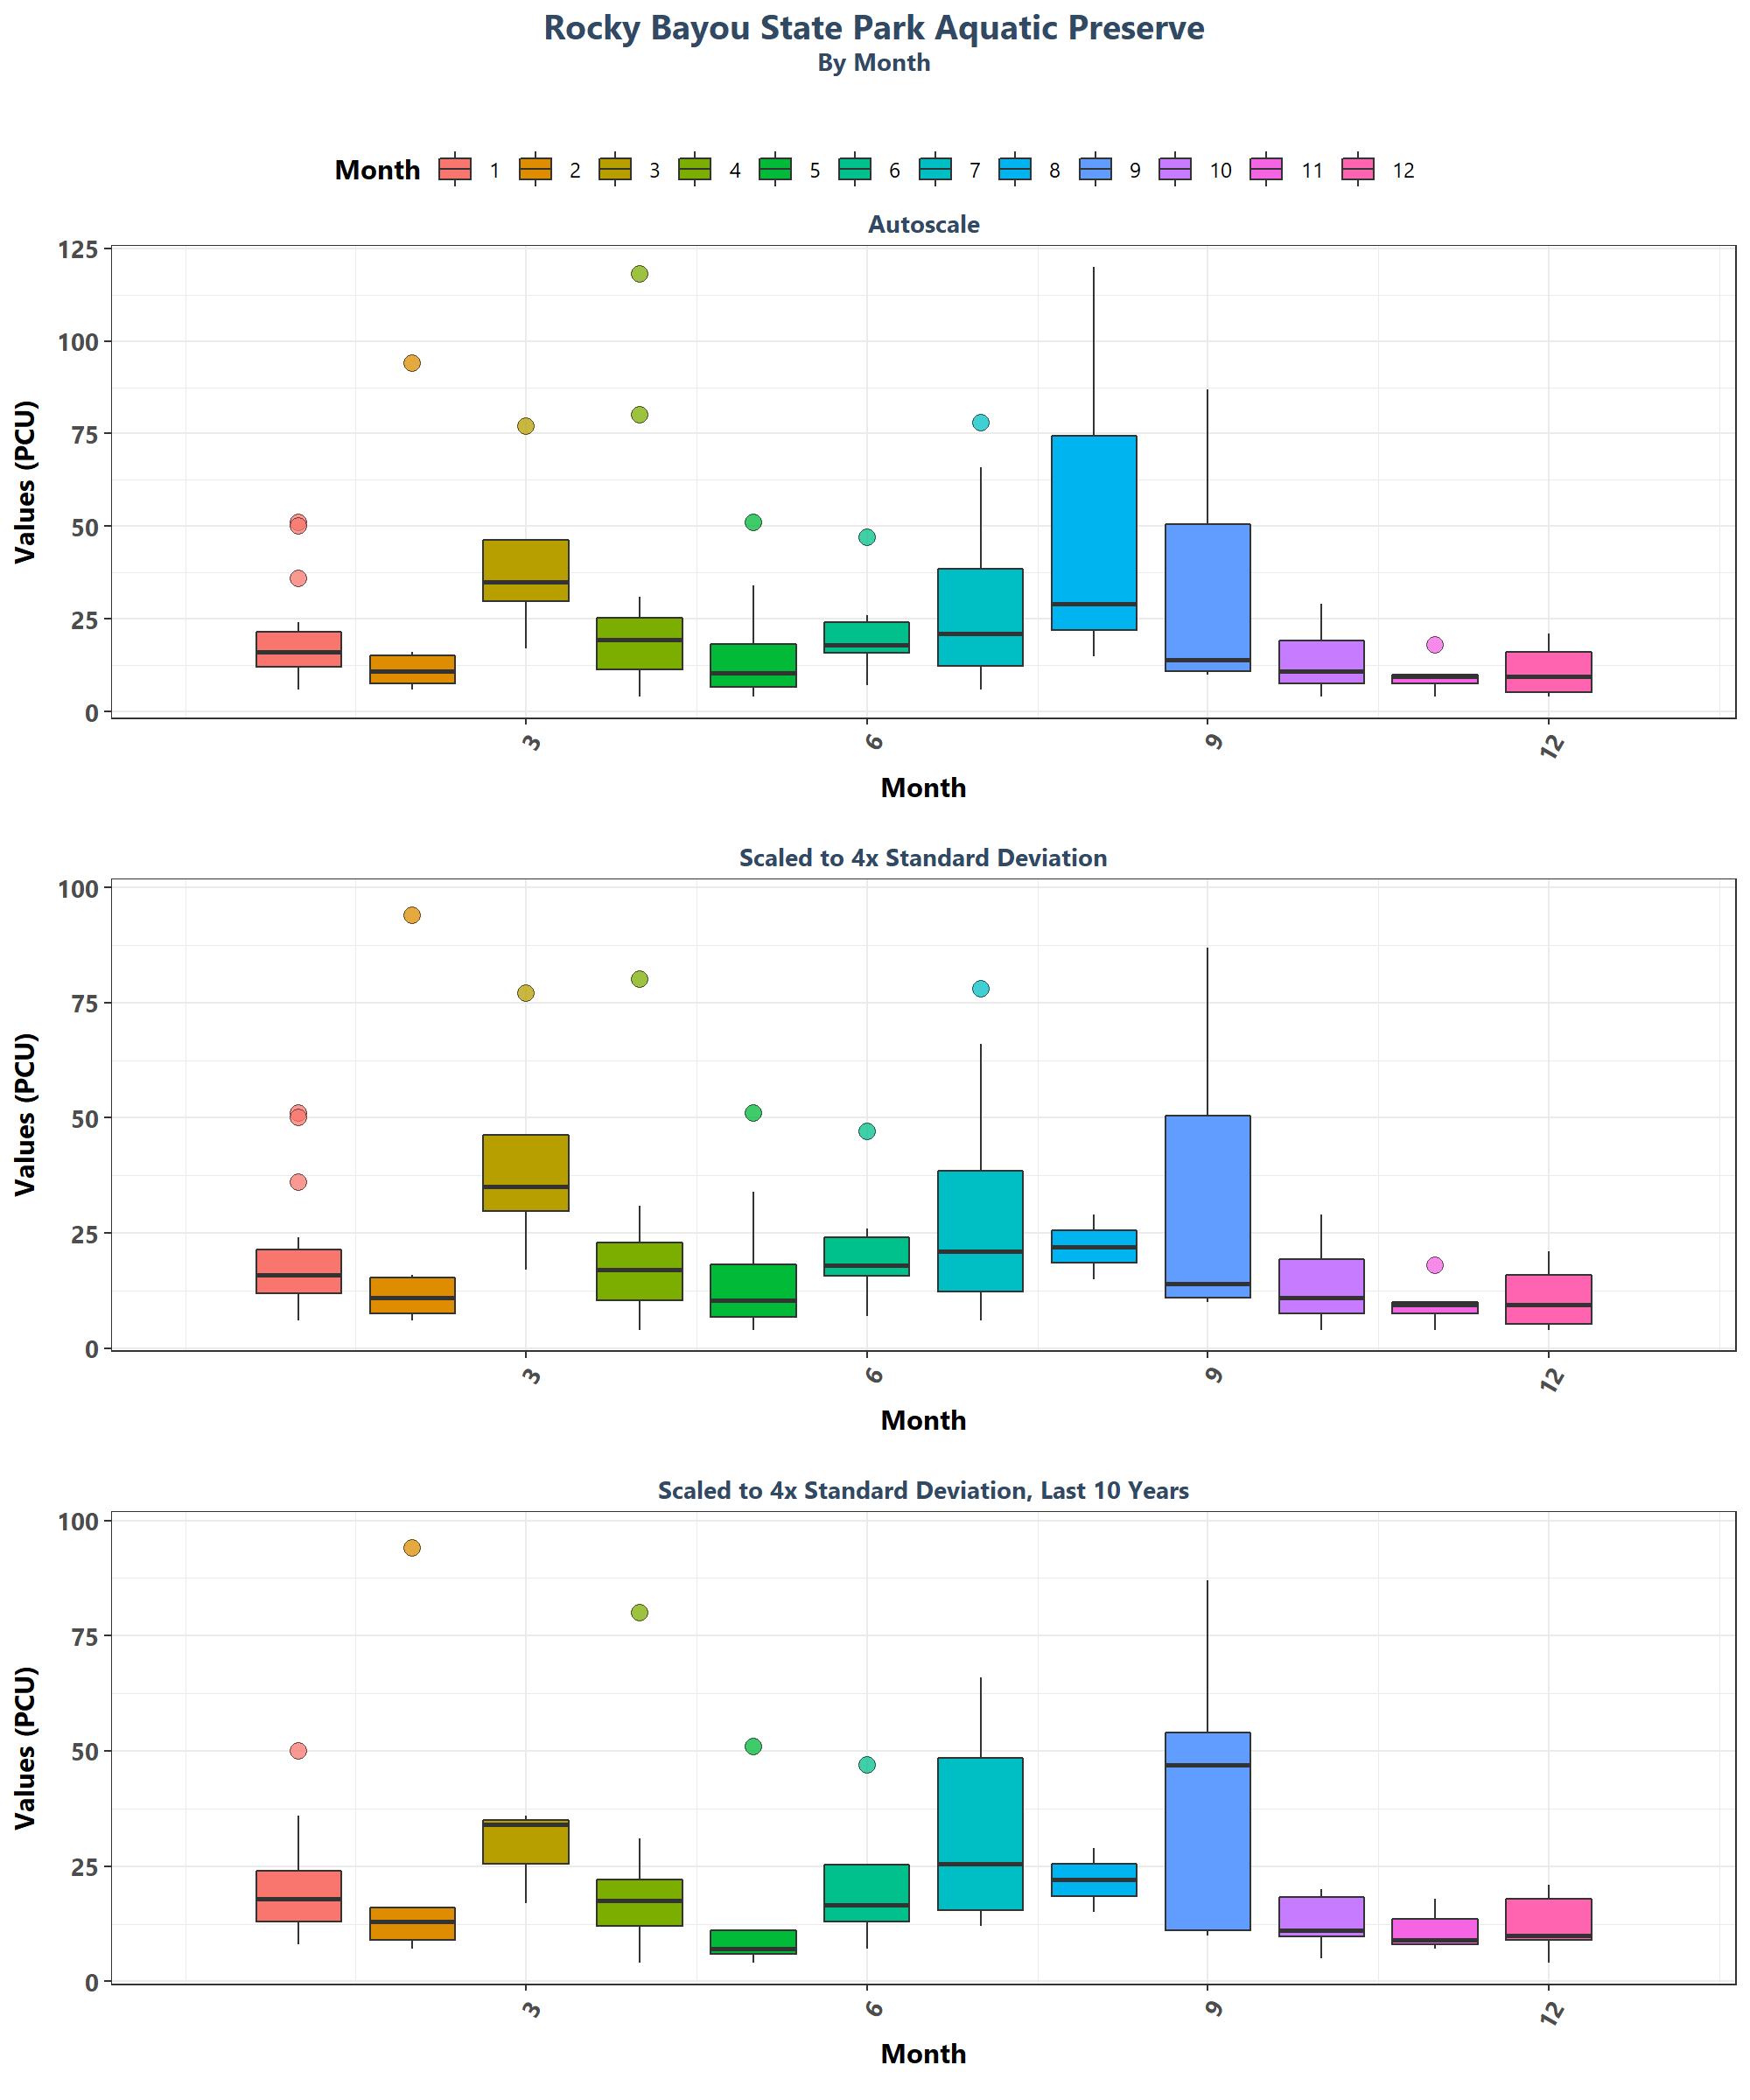 Rocky Bayou State Park Aquatic Preserve
By Month
Month 1 2 3 4 5 6 7 8 9 10 11 12
Autoscale
Values (PCU)
125
100
75
50
25
0
3 6 9 12
Month
Scaled to 4x Standard Deviation
Values (PCU)
100
75
50
25
0
3 6 9 12
Month
Scaled to 4x Standard Deviation, Last 10 Years
Values (PCU)
100
75
50
25
0
3 6 9 12
Month